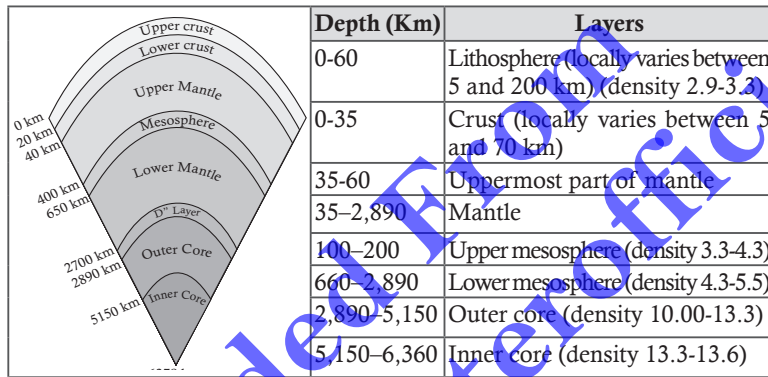 Upper crust
Lower crust
Upper Mantle
Mesosphere
Lower Mantle
D" Layer
Outer Core
Inner Core
0 km
20 km
40 km
400 km
650 km
2700 km
2890 km
5150 km
Depth (Km) Layers
0-60 Lithosphere (locally varies between
5 and 200 km) (density 2.9-3.3)
0-35 Crust (locally varies between 5
and 70 km)
35-60 Uppermost part of mantle
35–2,890 Mantle
100–200 Upper mesosphere (density 3.3-4.3)
660–2,890 Lower mesosphere (density 4.3-5.5)
2,890–5,150 Outer core (density 10.00-13.3)
5,150–6,360 Inner core (density 13.3-13.6)
ded From